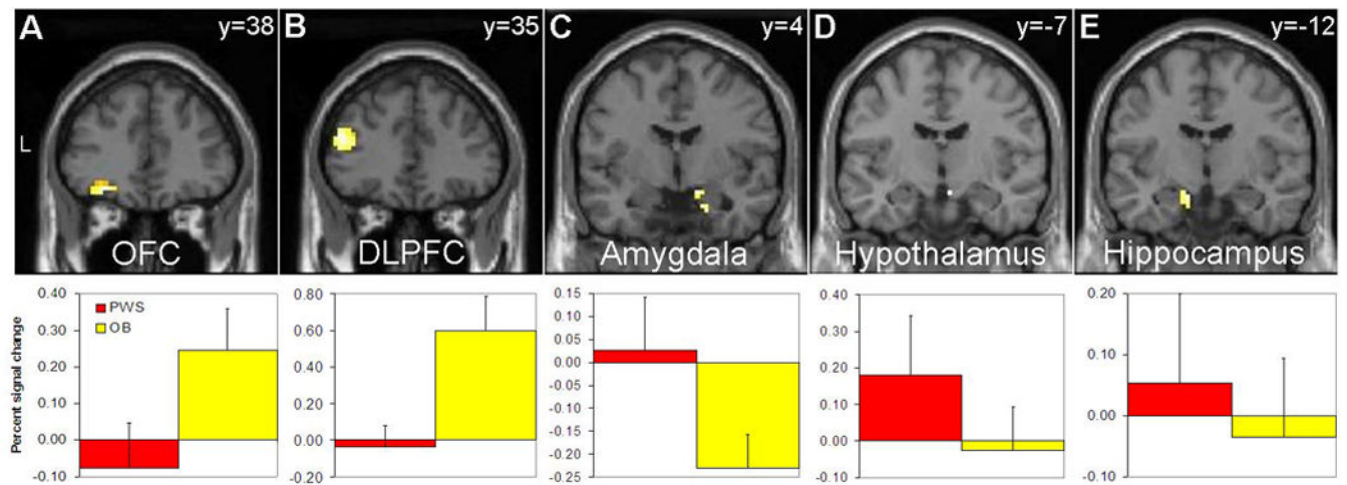 A y=38
B y=35
C y=4
D y=-7
E y=-12
L
OFC
DLPFC
Amygdala
Hypothalamus
Hippocampus
Percent signal change
0.40
0.30
0.20
0.10
0.00
-0.10
PWS
OB
0.80
0.60
0.40
0.20
0.00
-0.20
0.15
0.10
0.05
0.00
-0.05
-0.10
-0.15
-0.20
-0.25
0.40
0.30
0.20
0.10
0.00
-0.10
0.20
0.10
0.00
-0.10